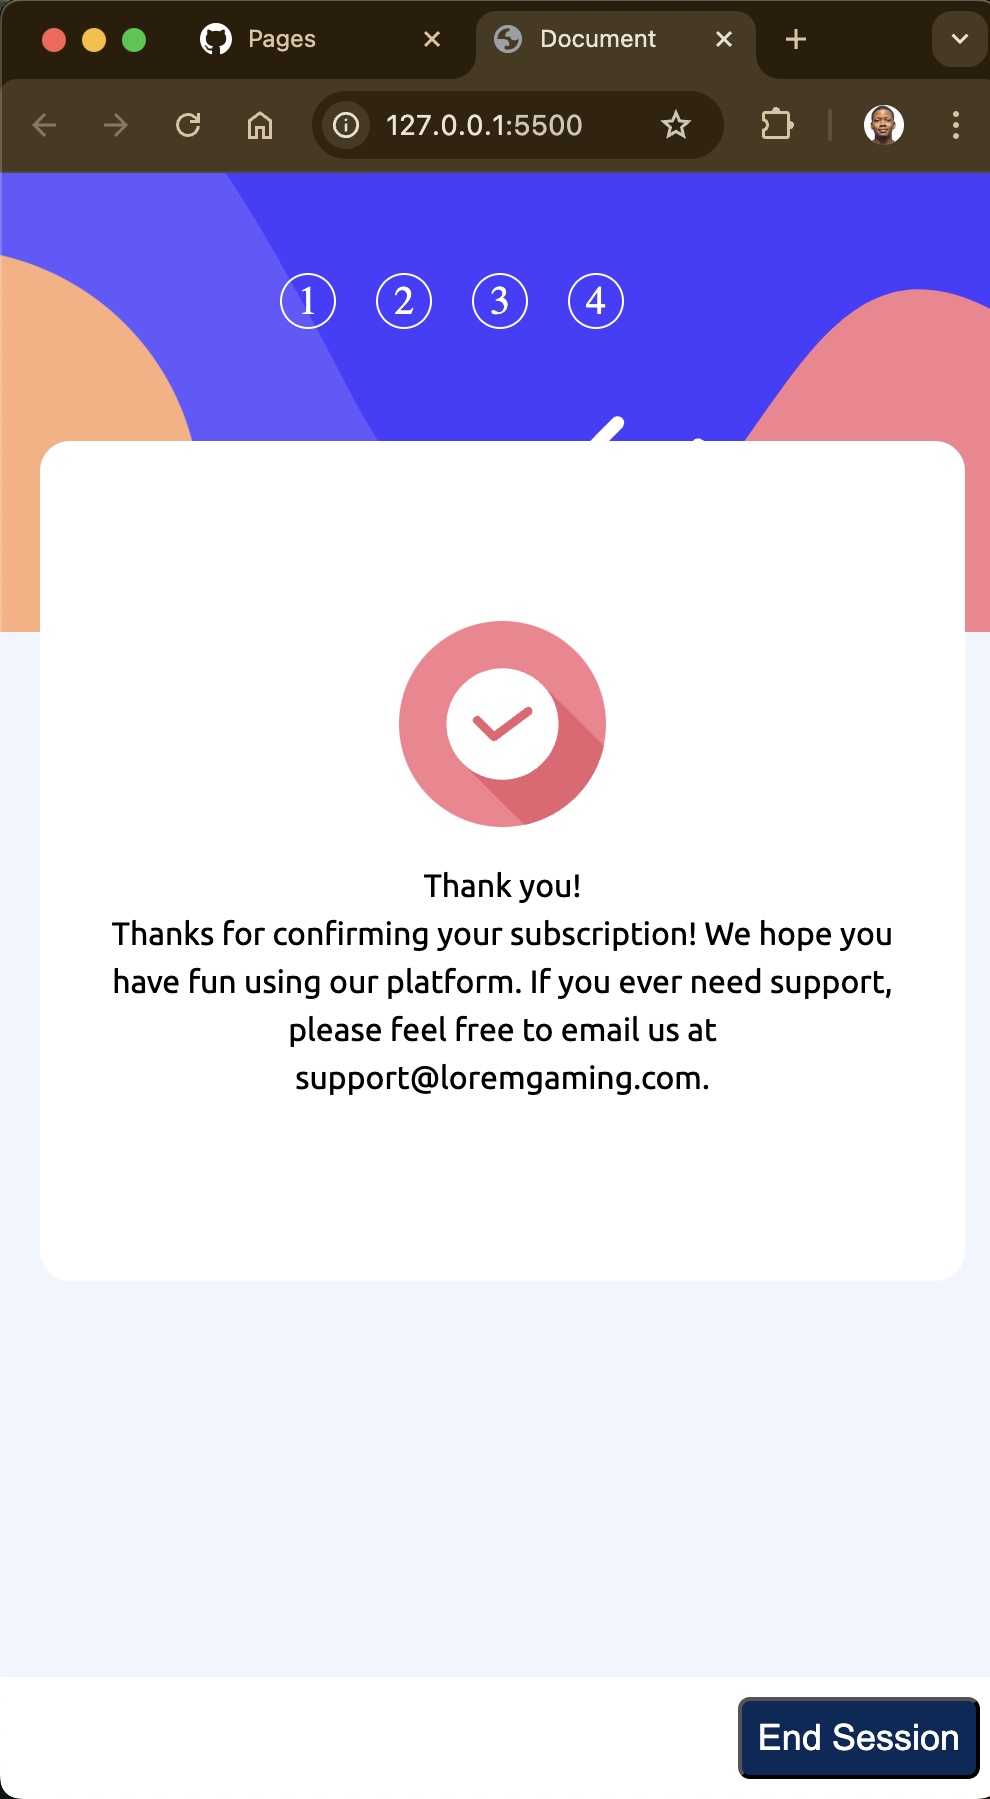 Pages
Document
127.0.0.1:5500
1 2 3 4
Thank you!
Thanks for confirming your subscription! We hope you
have fun using our platform. If you ever need support,
please feel free to email us at
support@loremgaming.com.
End Session